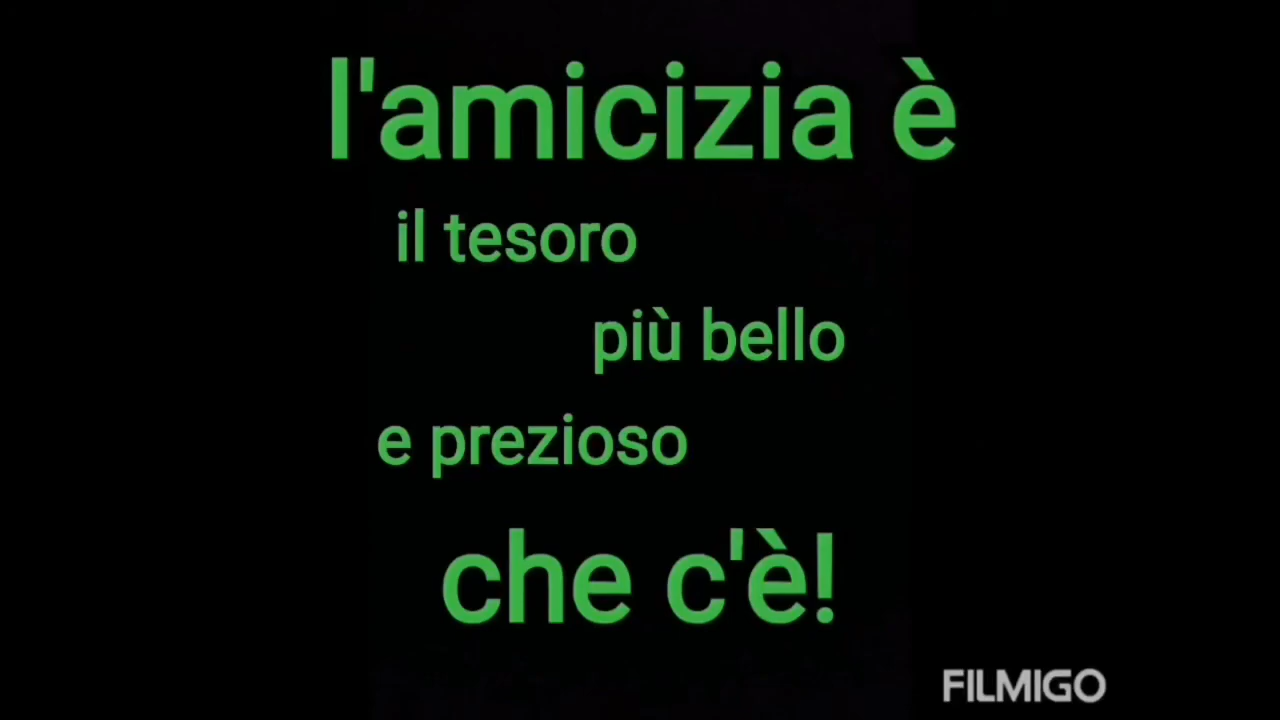 l'amicizia è
il tesoro
più bello
e prezioso
che c'è!
FILMIGO